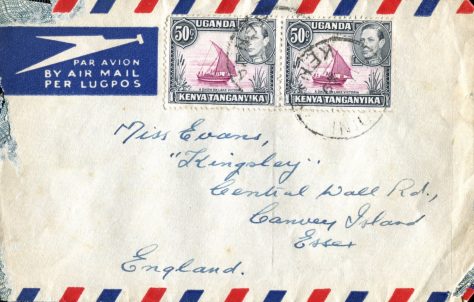 PAR AVION
BY AIR MAIL
PER LUGPOS
50c UGANDA
KENYA TANGANYIKA
50c UGANDA
KENYA TANGANYIKA
Miss Evans,
"Kingsley".
Central Wall Rd.,
Canvey Island
Essex
England.